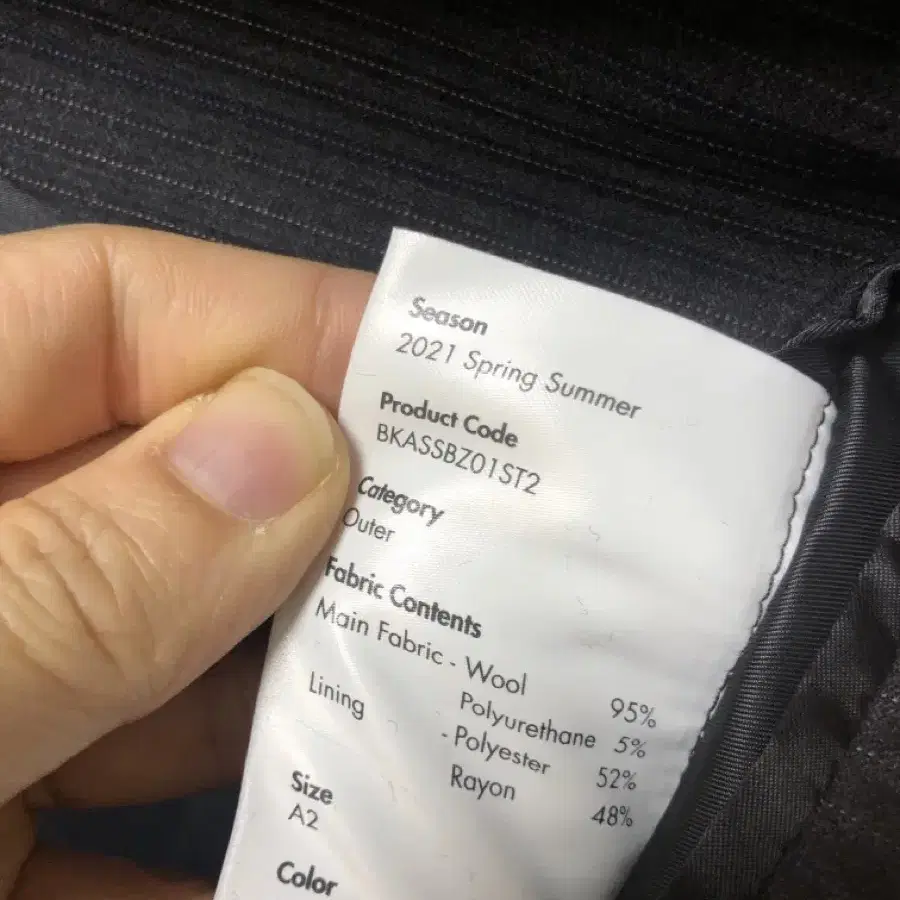 Season
2021 Spring Summer
Product Code
BKASSBZ01ST2
Category
Outer
Fabric Contents
Main Fabric - Wool 95%
Polyurethane 5%
Lining - Polyester 52%
Rayon 48%
Size
A2
Color